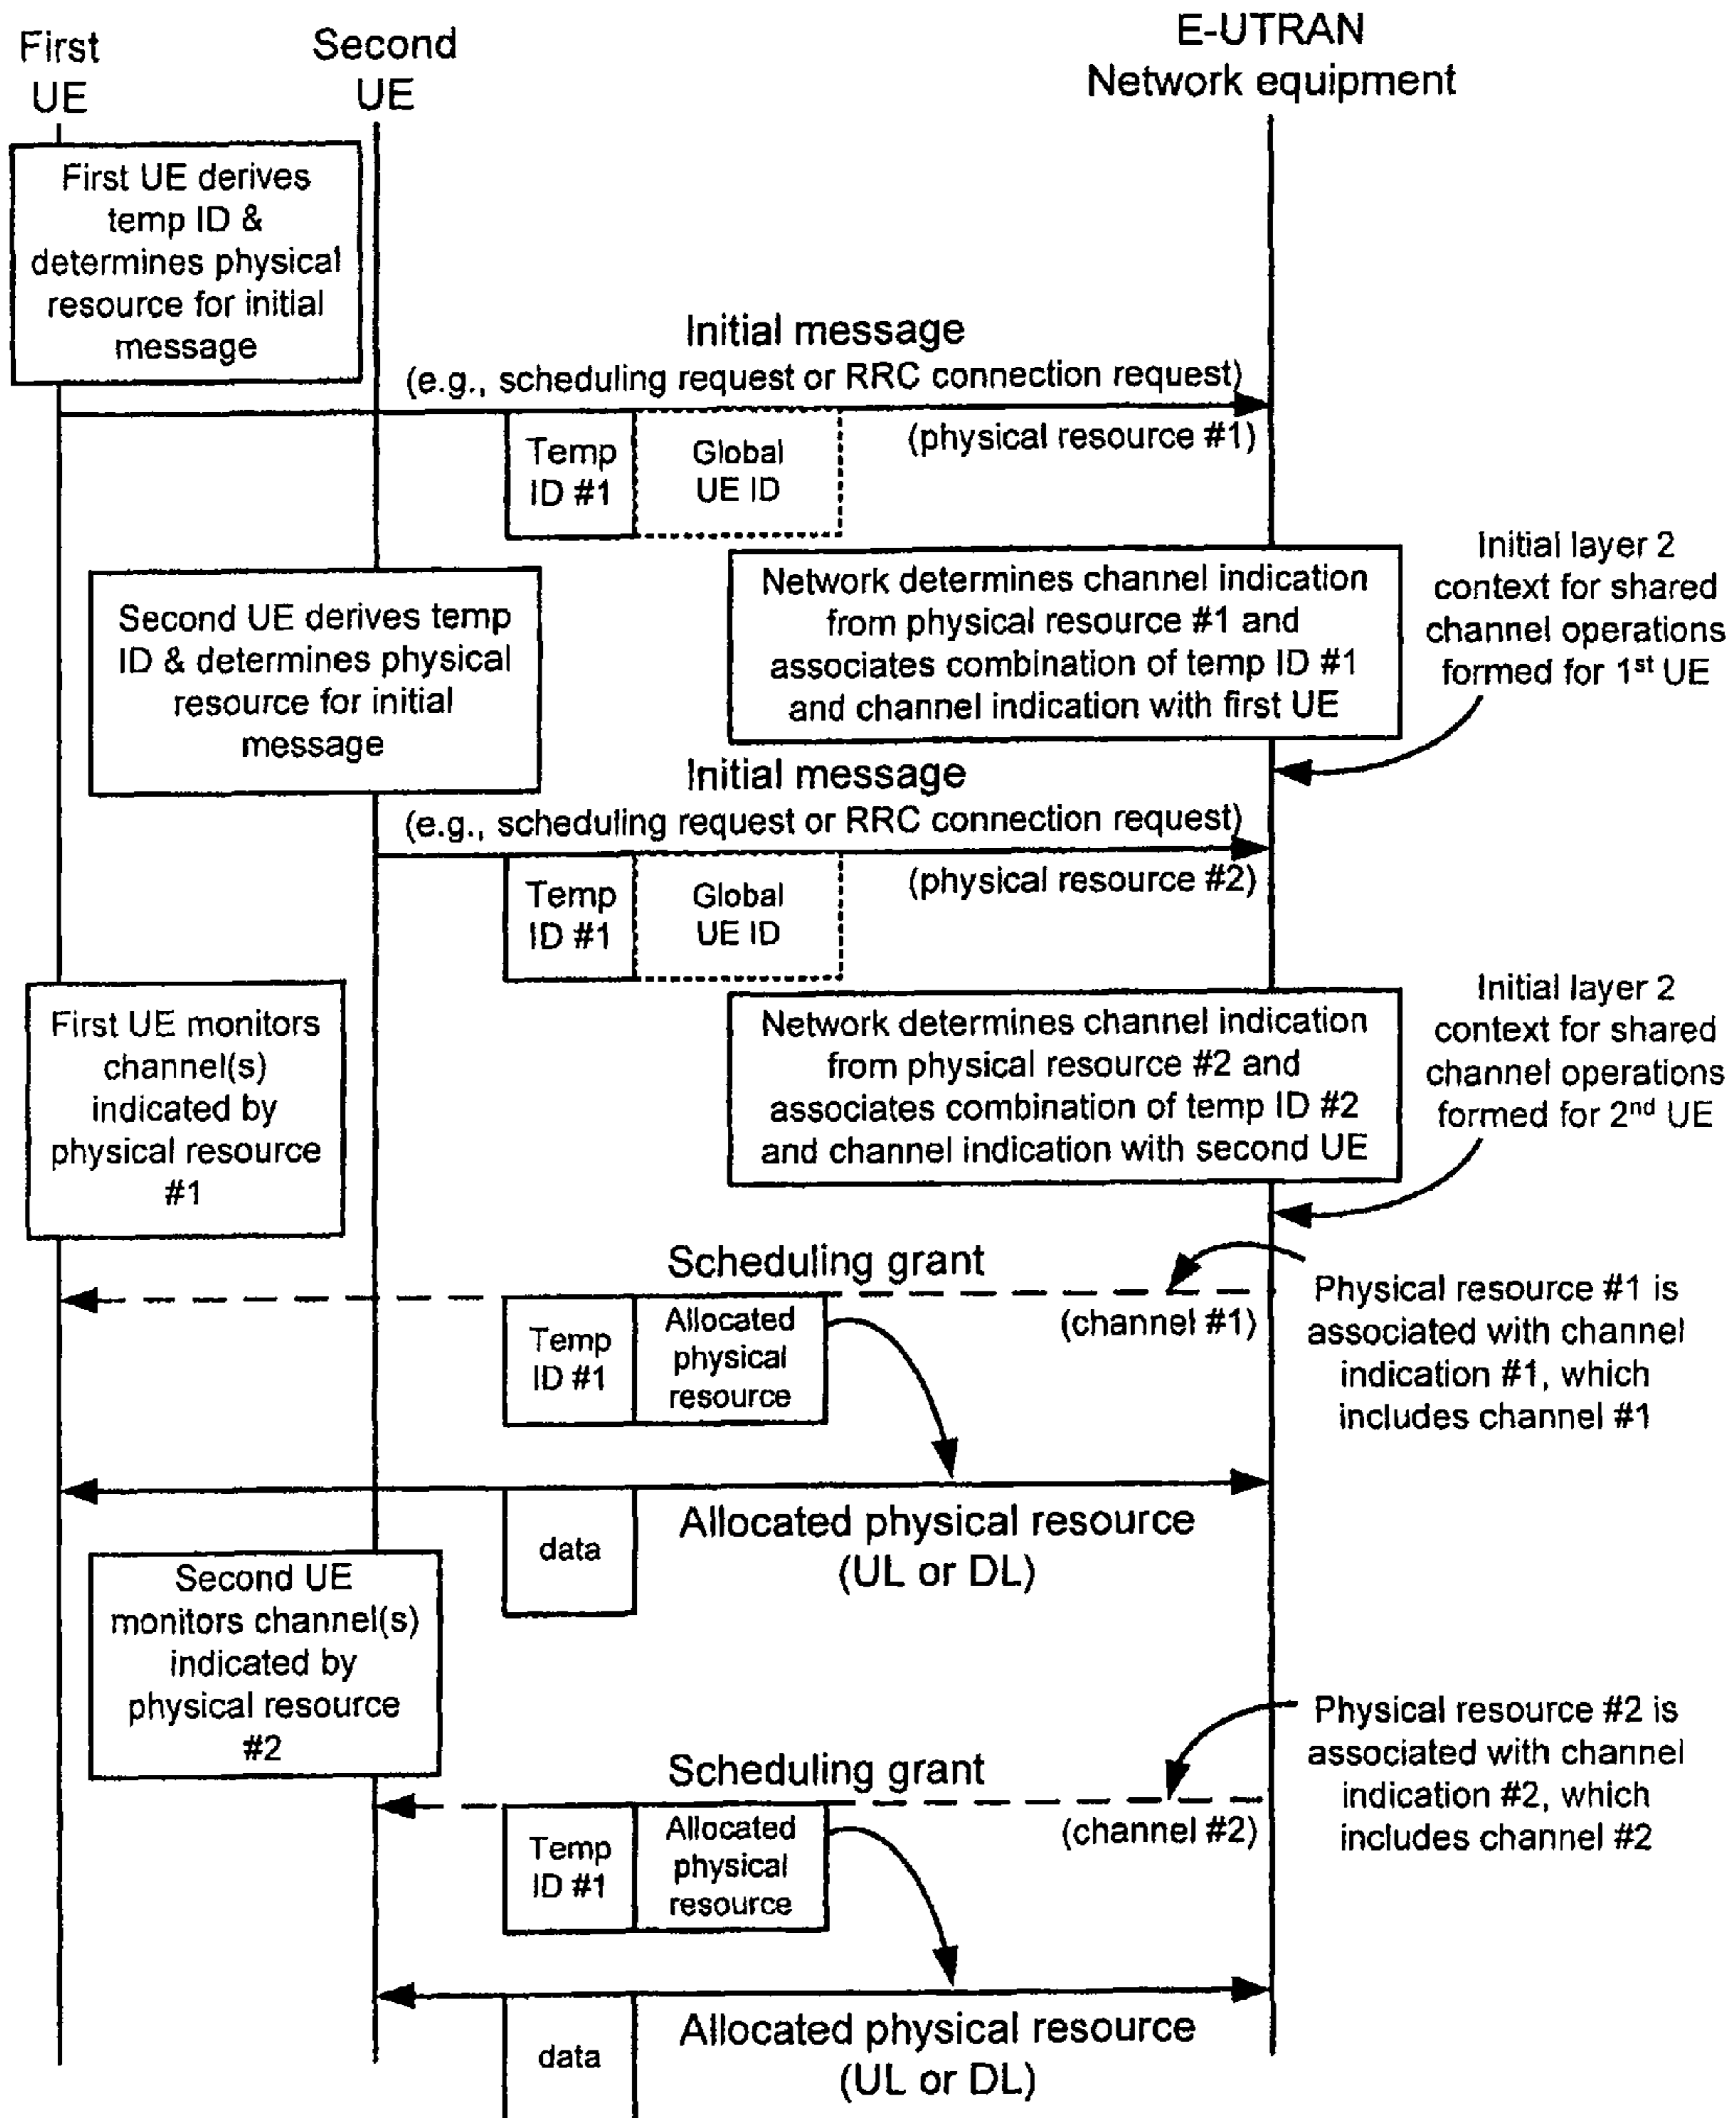 First
UE
Second
UE
E-UTRAN
Network equipment
First UE derives
temp ID &
determines physical
resource for initial
message
Initial message
(e.g., scheduling request or RRC connection request)
(physical resource #1)
Temp
ID #1
Global
UE ID
Second UE derives temp
ID & determines physical
resource for initial
message
Network determines channel indication
from physical resource #1 and
associates combination of temp ID #1
and channel indication with first UE
Initial layer 2
context for shared
channel operations
formed for 1st UE
Initial message
(e.g., scheduling request or RRC connection request)
(physical resource #2)
Temp
ID #1
Global
UE ID
First UE monitors
channel(s)
indicated by
physical resource
#1
Network determines channel indication
from physical resource #2 and
associates combination of temp ID #2
and channel indication with second UE
Initial layer 2
context for shared
channel operations
formed for 2nd UE
Scheduling grant
(channel #1)
Temp
ID #1
Allocated
physical
resource
Physical resource #1 is
associated with channel
indication #1, which
includes channel #1
data
Allocated physical resource
(UL or DL)
Second UE
monitors channel(s)
indicated by
physical resource
#2
Scheduling grant
(channel #2)
Temp
ID #1
Allocated
physical
resource
Physical resource #2 is
associated with channel
indication #2, which
includes channel #2
data
Allocated physical resource
(UL or DL)